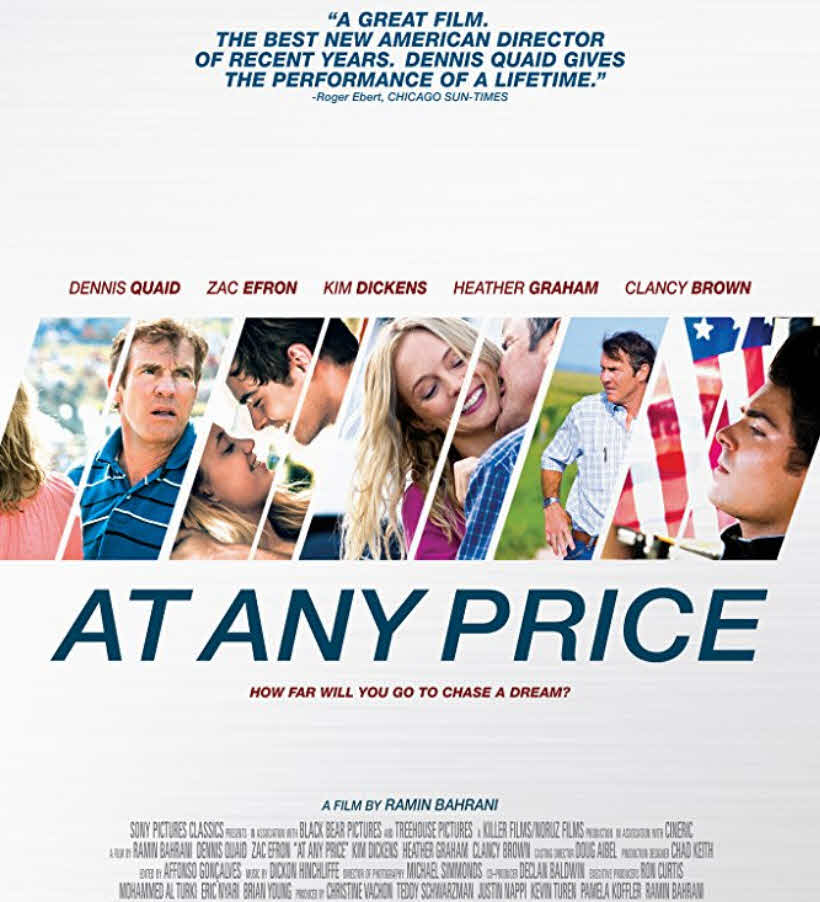 "A GREAT FILM.
THE BEST NEW AMERICAN DIRECTOR
OF RECENT YEARS. DENNIS QUAID GIVES
THE PERFORMANCE OF A LIFETIME."
-Roger Ebert, CHICAGO SUN-TIMES
DENNIS QUAID ZAC EFRON KIM DICKENS HEATHER GRAHAM CLANCY BROWN
AT ANY PRICE
HOW FAR WILL YOU GO TO CHASE A DREAM?
A FILM BY RAMIN BAHRANI
SONY PICTURES CLASSICS PRESENTS IN ASSOCIATION WITH BLACK BEAR PICTURES AND TREEHOUSE PICTURES A KILLER FILMS/NORUZ FILMS PRODUCTION IN ASSOCIATION WITH CINERIC
A FILM BY RAMIN BAHRANI DENNIS QUAID ZAC EFRON "AT ANY PRICE" KIM DICKENS HEATHER GRAHAM CLANCY BROWN CASTING DIRECTOR DOUG AIBEL PRODUCTION DESIGNER CHAD KEITH
EDITED BY AFFONSO GONÇALVES MUSIC BY DICKON HINCHLIFFE DIRECTOR OF PHOTOGRAPHY MICHAEL SIMMONDS CO-PRODUCER DECLAN BALDWIN EXECUTIVE PRODUCERS RON CURTIS
MOHAMMED AL TURKI ERIC NYARI BRIAN YOUNG PRODUCED BY CHRISTINE VACHON TEDDY SCHWARZMAN JUSTIN NAPPI KEVIN TUREN PAMELA KOFFLER RAMIN BAHRANI